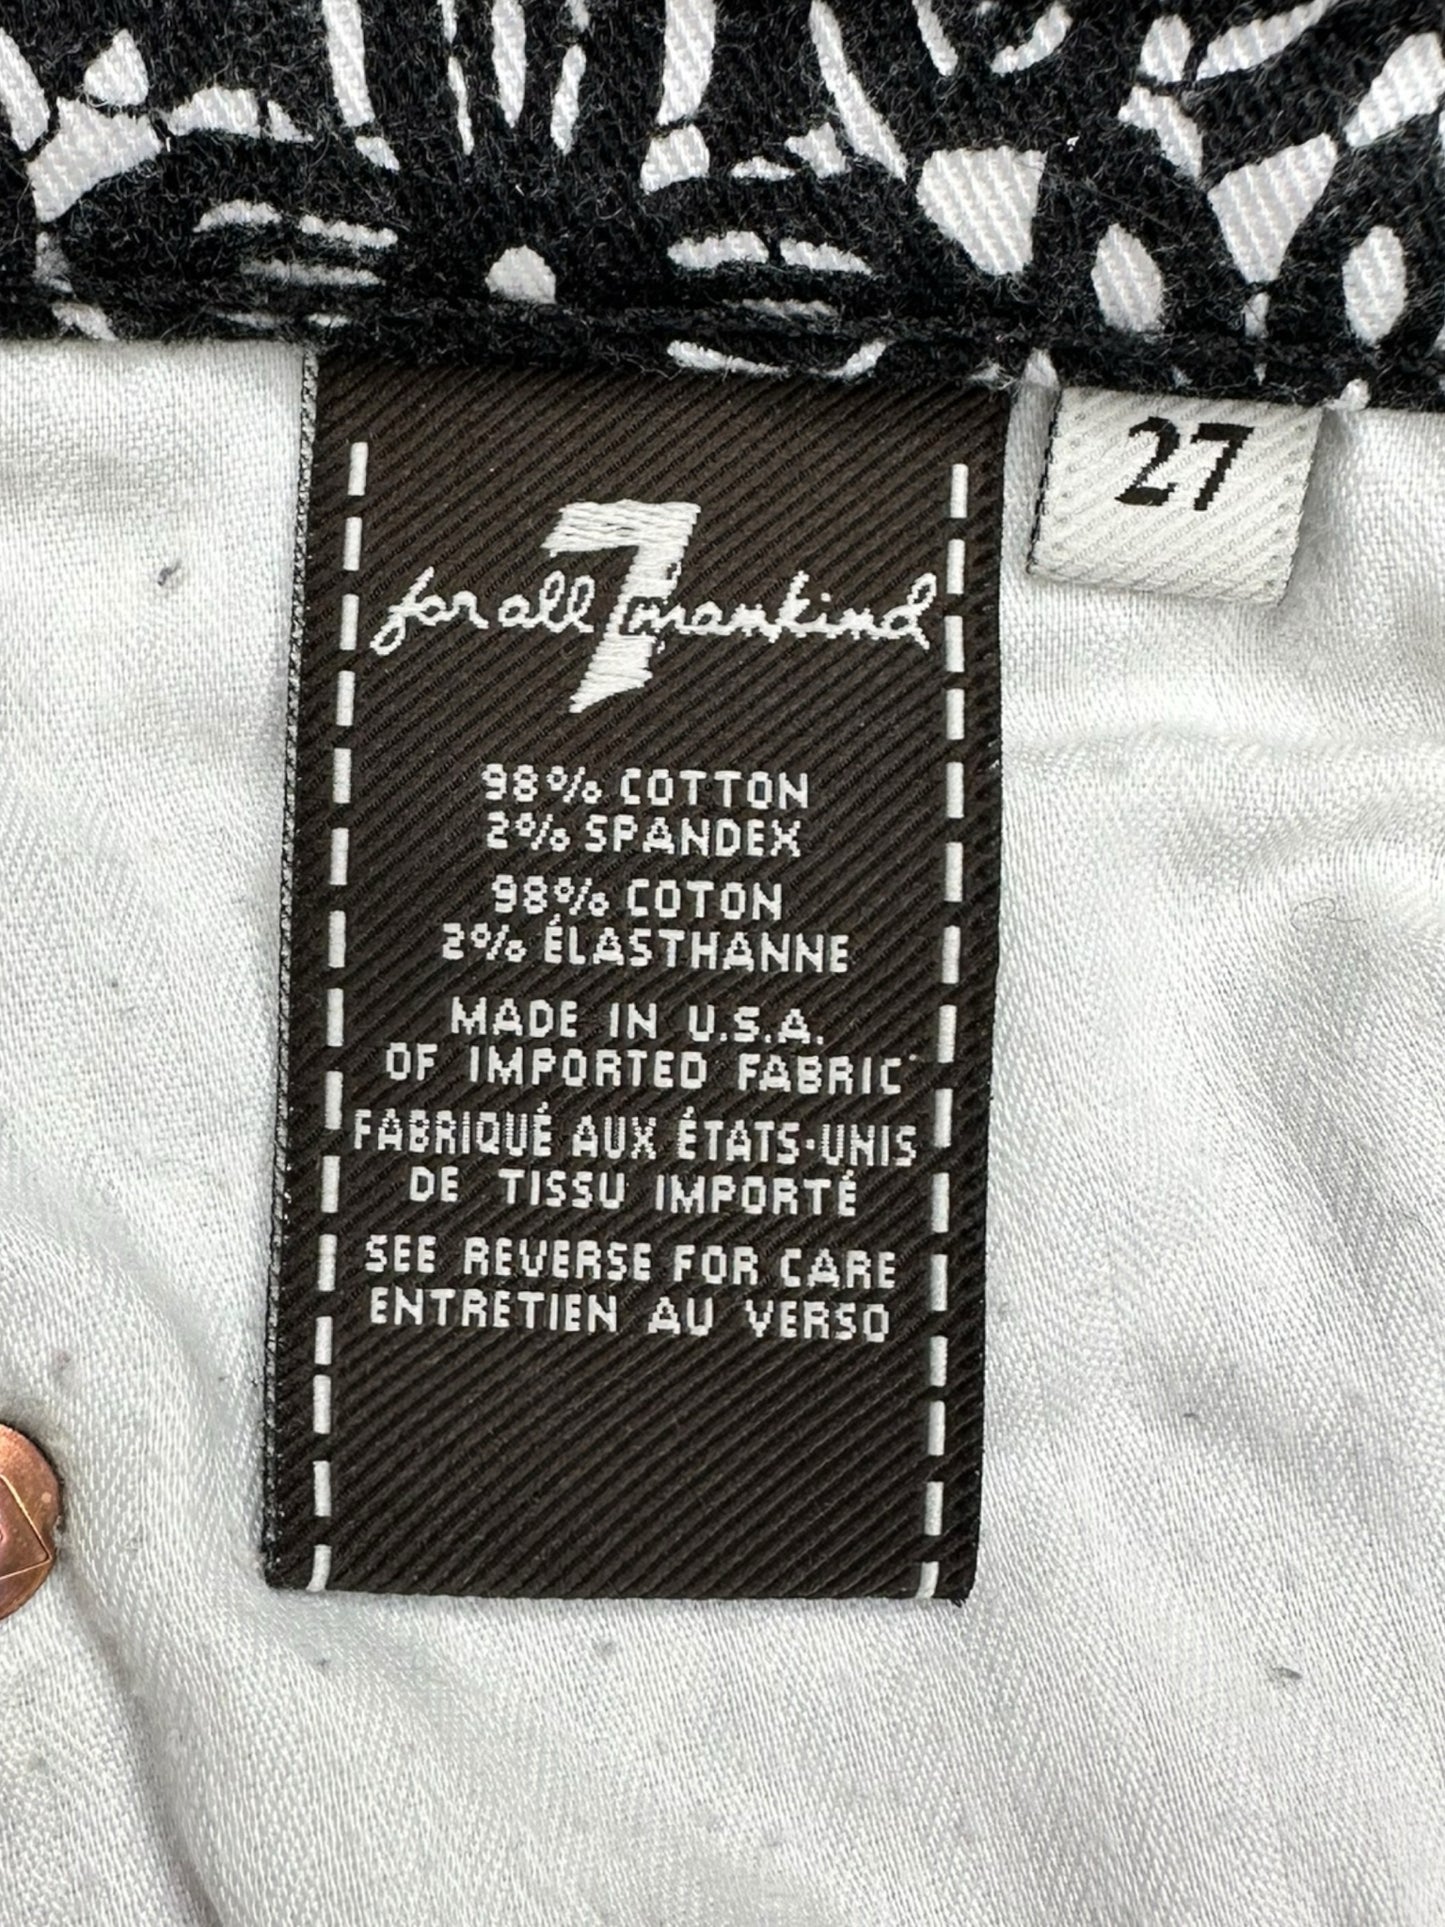 7
for all mankind
27
98% COTTON
2% SPANDEX
98% COTON
2% ÉLASTHANNE
MADE IN U.S.A.
OF IMPORTED FABRIC
FABRIQUÉ AUX ÉTATS-UNIS
DE TISSU IMPORTÉ
SEE REVERSE FOR CARE
ENTRETIEN AU VERSO